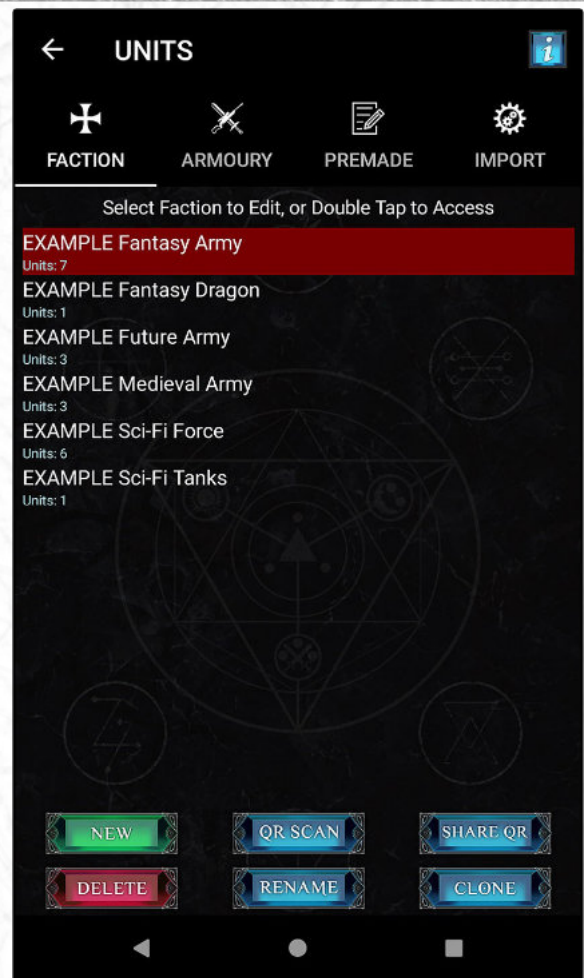 UNITS
i
FACTION ARMOURY PREMADE IMPORT
Select Faction to Edit, or Double Tap to Access
EXAMPLE Fantasy Army
Units: 7
EXAMPLE Fantasy Dragon
Units: 1
EXAMPLE Future Army
Units: 3
EXAMPLE Medieval Army
Units: 3
EXAMPLE Sci-Fi Force
Units: 6
EXAMPLE Sci-Fi Tanks
Units: 1
NEW QR SCAN SHARE QR
DELETE RENAME CLONE